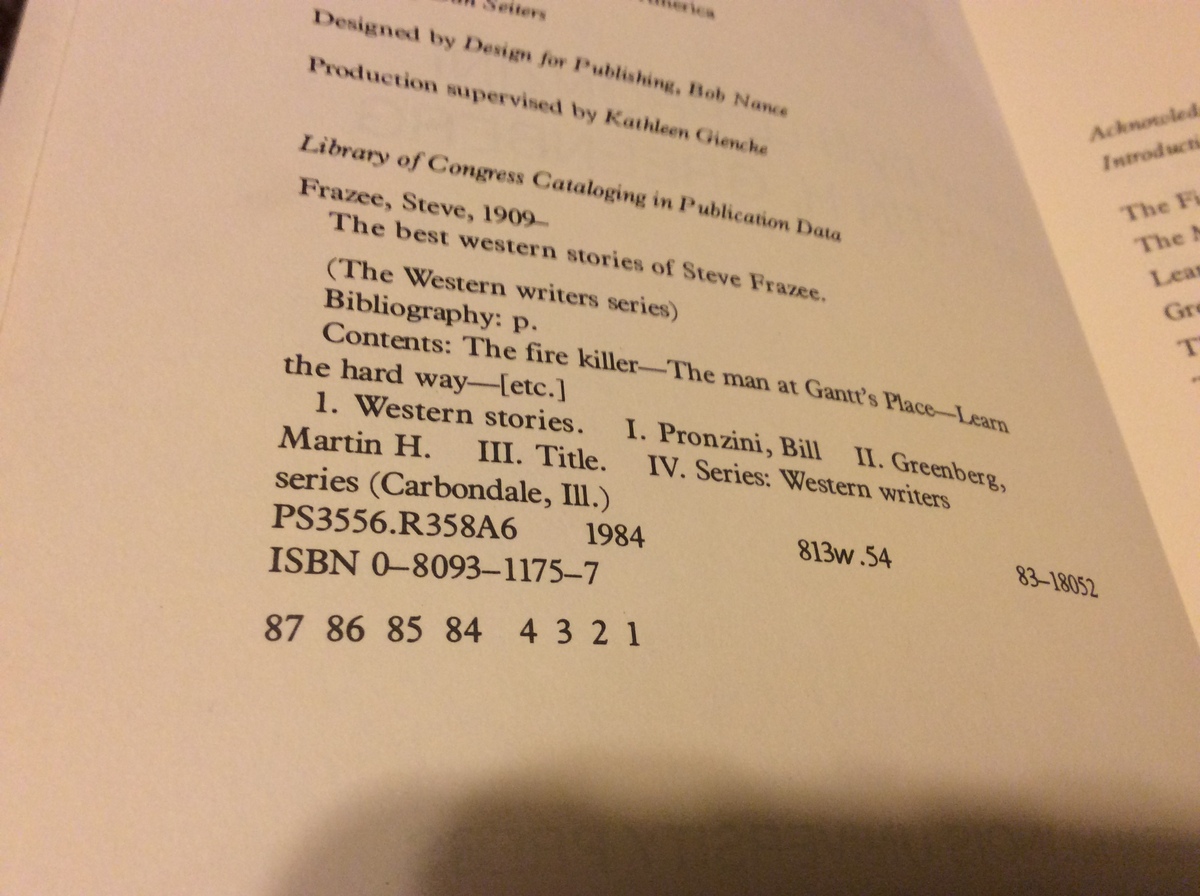 America
Seiters
Designed by Design for Publishing, Bob Nance
Production supervised by Kathleen Giencke
Library of Congress Cataloging in Publication Data
Frazee, Steve, 1909–
The best western stories of Steve Frazee.
(The Western writers series)
Bibliography: p.
Contents: The fire killer—The man at Gantt's Place—Learn
the hard way—[etc.]
1. Western stories. I. Pronzini, Bill II. Greenberg,
Martin H. III. Title. IV. Series: Western writers
series (Carbondale, Ill.)
PS3556.R358A6 1984 813w.54 83–18052
ISBN 0–8093–1175–7
87 86 85 84 4 3 2 1
The
The